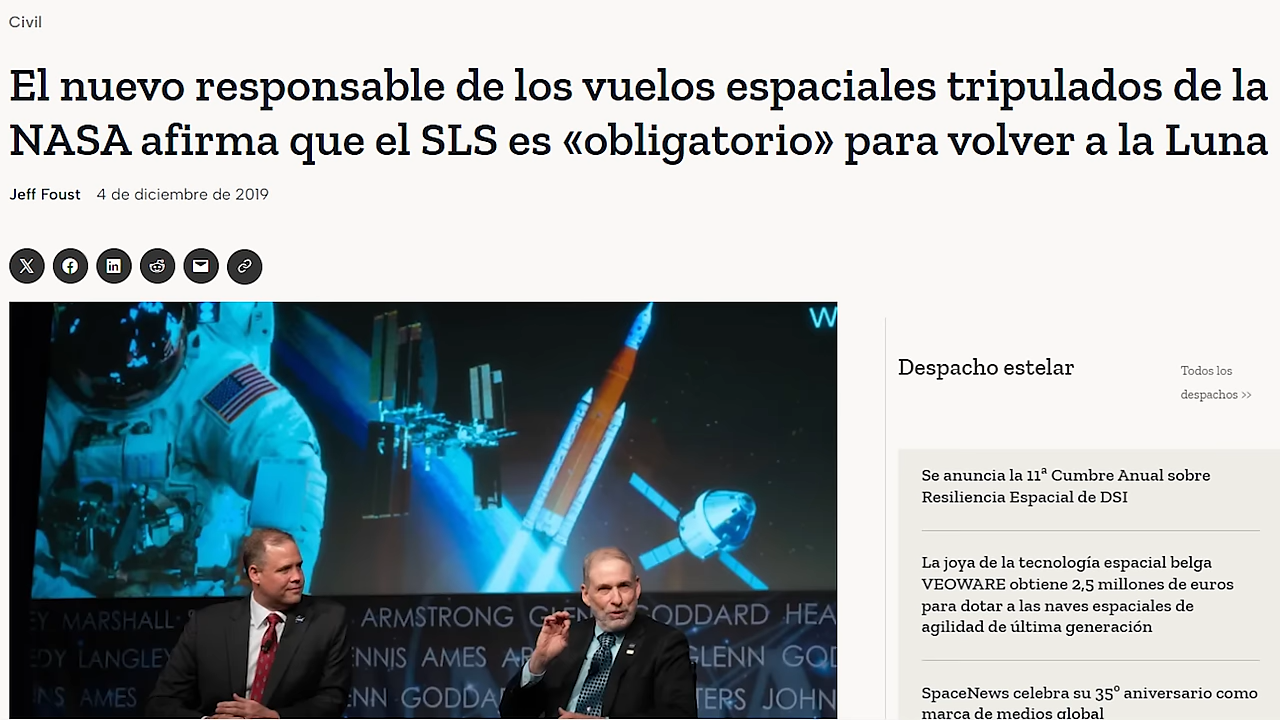 Civil
El nuevo responsable de los vuelos espaciales tripulados de la
NASA afirma que el SLS es «obligatorio» para volver a la Luna
Jeff Foust 4 de diciembre de 2019
W
MARSHALL
ARMSTRONG GLENN GODDARD
LANGLEY
AMES
GLENN
AMES
GODDARD
JOHN
Despacho estelar
Todos los
despachos >>
Se anuncia la 11ª Cumbre Anual sobre
Resiliencia Espacial de DSI
La joya de la tecnología espacial belga
VEOWARE obtiene 2,5 millones de euros
para dotar a las naves espaciales de
agilidad de última generación
SpaceNews celebra su 35º aniversario como
marca de medios global